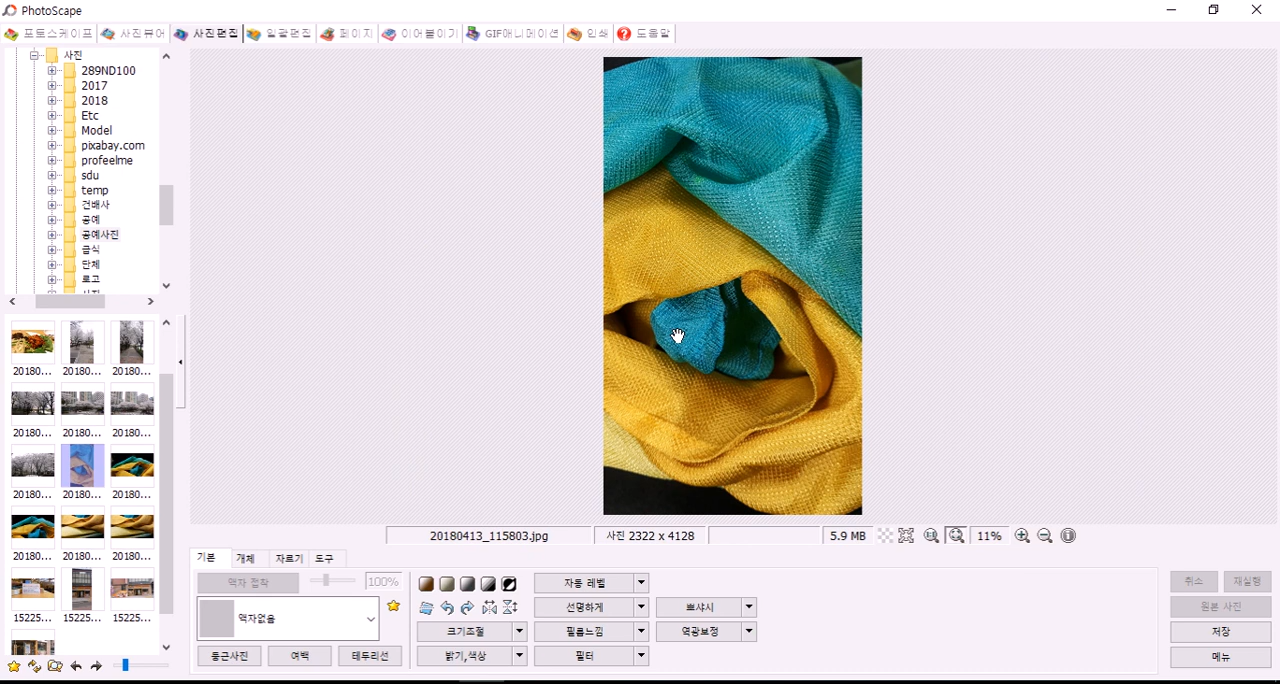 PhotoScape
포토스케이프 사진뷰어 사진편집 일괄편집 페이지 이어붙이기 GIF애니메이션 인쇄 도움말
사진
289ND100
2017
2018
Etc
Model
pixabay.com
profeelme
sdu
temp
건배사
공예
공예사진
급식
단체
로고
20180... 20180... 20180...
20180... 20180... 20180...
20180... 20180... 20180...
20180... 20180... 20180...
15225... 15225... 15225...
20180413_115803.jpg 사진 2322 x 4128 5.9 MB 11%
기본 개체 자르기 도구
액자 접착 100%
액자없음
둥근사진 여백 테두리선
자동 레벨
선명하게 뽀샤시
크기조절 필름느낌 역광보정
밝기,색상 필터
취소 재실행
원본 사진
저장
메뉴